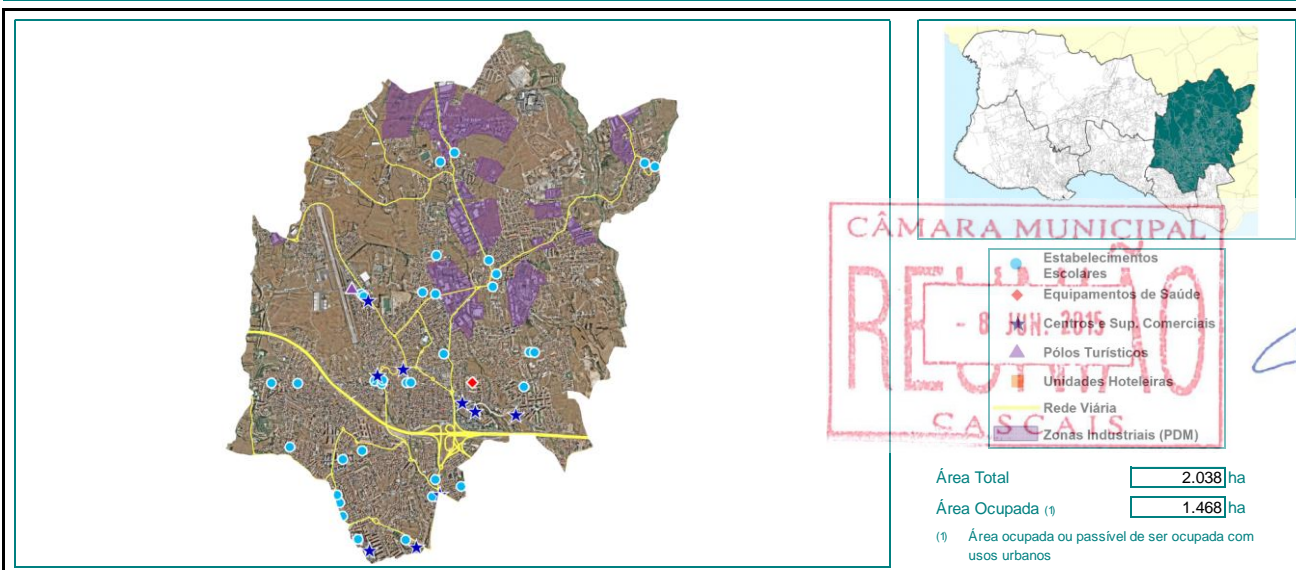 CÂMARA MUNICIPAL
REUNIÃO
- 8 JUN. 2015
CASCAIS
Estabelecimentos
Escolares
Equipamentos de Saúde
Centros e Sup. Comerciais
Pólos Turísticos
Unidades Hoteleiras
Rede Viária
Zonas Industriais (PDM)
Área Total 2.038 ha
Área Ocupada (1) 1.468 ha
(1) Área ocupada ou passível de ser ocupada com
usos urbanos